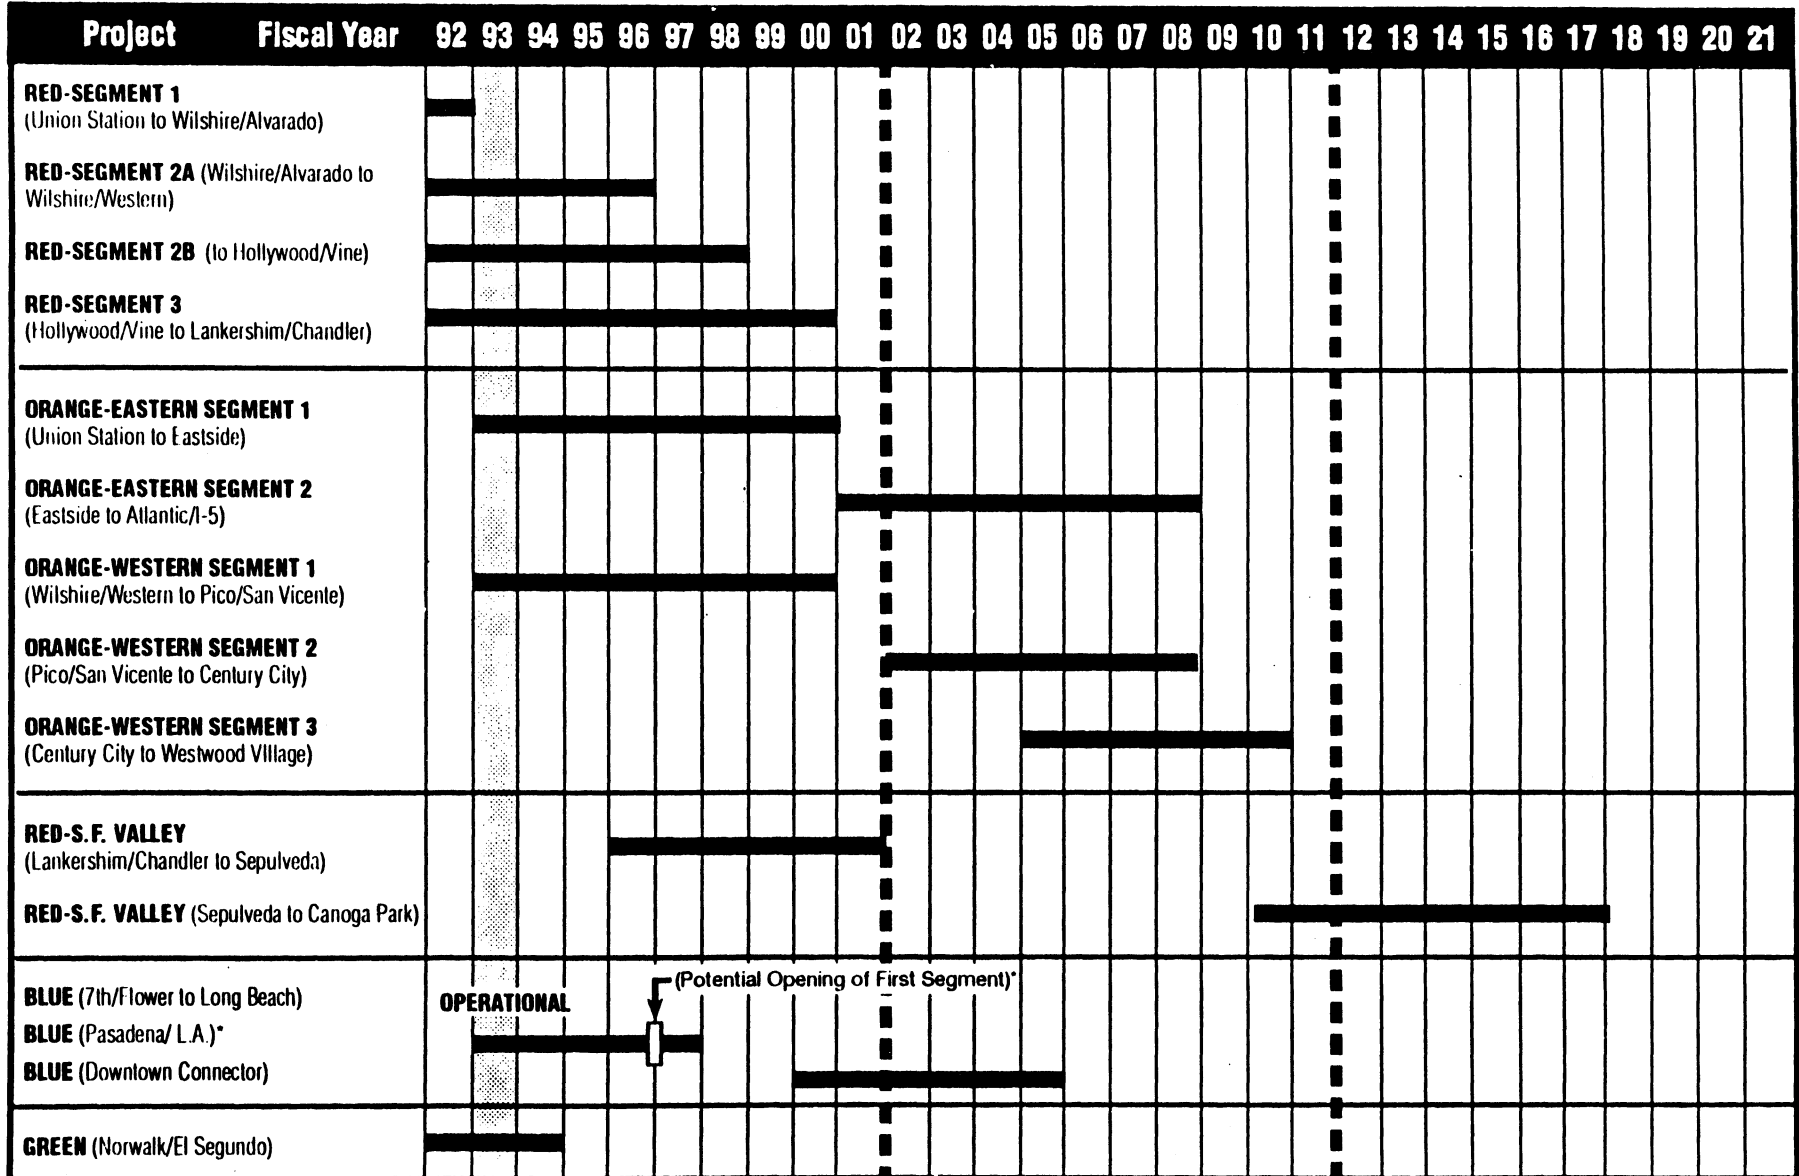 Project Fiscal Year 92 93 94 95 96 97 98 99 00 01 02 03 04 05 06 07 08 09 10 11 12 13 14 15 16 17 18 19 20 21
RED-SEGMENT 1
(Union Station to Wilshire/Alvarado)
RED-SEGMENT 2A (Wilshire/Alvarado to
Wilshire/Western)
RED-SEGMENT 2B (to Hollywood/Vine)
RED-SEGMENT 3
(Hollywood/Vine to Lankershim/Chandler)
ORANGE-EASTERN SEGMENT 1
(Union Station to Eastside)
ORANGE-EASTERN SEGMENT 2
(Eastside to Atlantic/I-5)
ORANGE-WESTERN SEGMENT 1
(Wilshire/Western to Pico/San Vicente)
ORANGE-WESTERN SEGMENT 2
(Pico/San Vicente to Century City)
ORANGE-WESTERN SEGMENT 3
(Century City to Westwood Village)
RED-S.F. VALLEY
(Lankershim/Chandler to Sepulveda)
RED-S.F. VALLEY (Sepulveda to Canoga Park)
(Potential Opening of First Segment)*
BLUE (7th/Flower to Long Beach) OPERATIONAL
BLUE (Pasadena/ L.A.)*
BLUE (Downtown Connector)
GREEN (Norwalk/El Segundo)